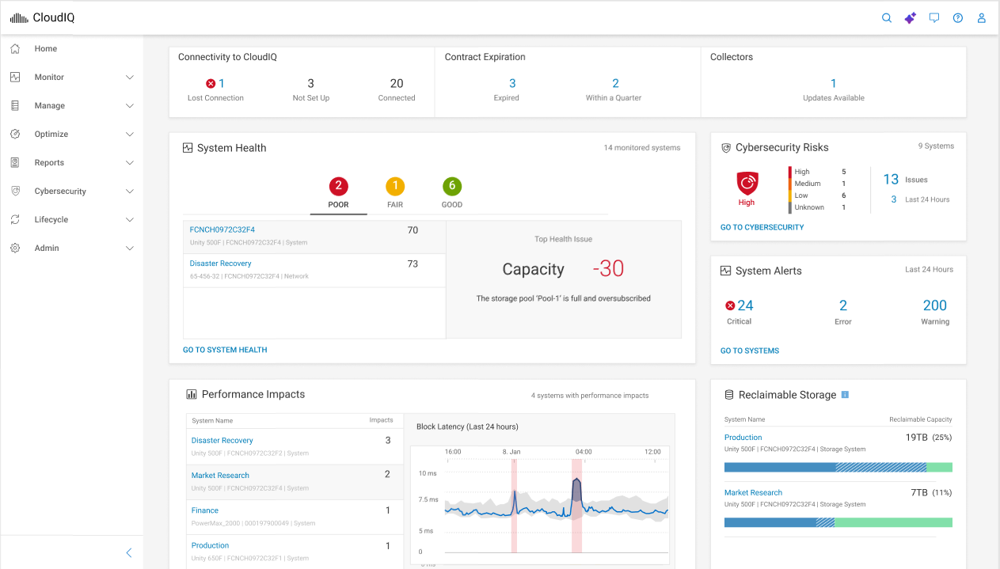 CloudIQ
Home
Monitor
Manage
Optimize
Reports
Cybersecurity
Lifecycle
Admin
Connectivity to CloudIQ
1
Lost Connection
3
Not Set Up
20
Connected
Contract Expiration
3
Expired
2
Within a Quarter
Collectors
1
Updates Available
System Health
14 monitored systems
2
POOR
1
FAIR
6
GOOD
FCNCH0972C32F4 70
Unity 500F | FCNCH0972C32F4 | System
Disaster Recovery 73
65-456-32 | FCNCH0972C32F4 | Network
Top Health Issue
Capacity -30
The storage pool 'Pool-1' is full and oversubscribed
GO TO SYSTEM HEALTH
Cybersecurity Risks
9 Systems
High
High 5
Medium 1
Low 6
Unknown 1
13 Issues
3 Last 24 Hours
GO TO CYBERSECURITY
System Alerts
Last 24 Hours
24
Critical
2
Error
200
Warning
GO TO SYSTEMS
Performance Impacts
4 systems with performance impacts
System Name Impacts
Disaster Recovery 3
Unity 500F | FCNCH0972C32F2 | System
Market Research 2
Unity 500F | FCNCH0972C32F4 | System
Finance 1
PowerMax_2000 | 000197900049 | System
Production 1
Unity 650F | FCNCH0972C32F1 | System
Block Latency (Last 24 hours)
16:00 8. Jan 04:00 12:00
10 ms
7.5 ms
5 ms
0
0 ms
Reclaimable Storage
System Name Reclaimable Capacity
Production 19TB (25%)
Unity 500F | FCNCH0972C32F4 | Storage System
Market Research 7TB (11%)
Unity 500F | FCNCH0972C32F4 | Storage System